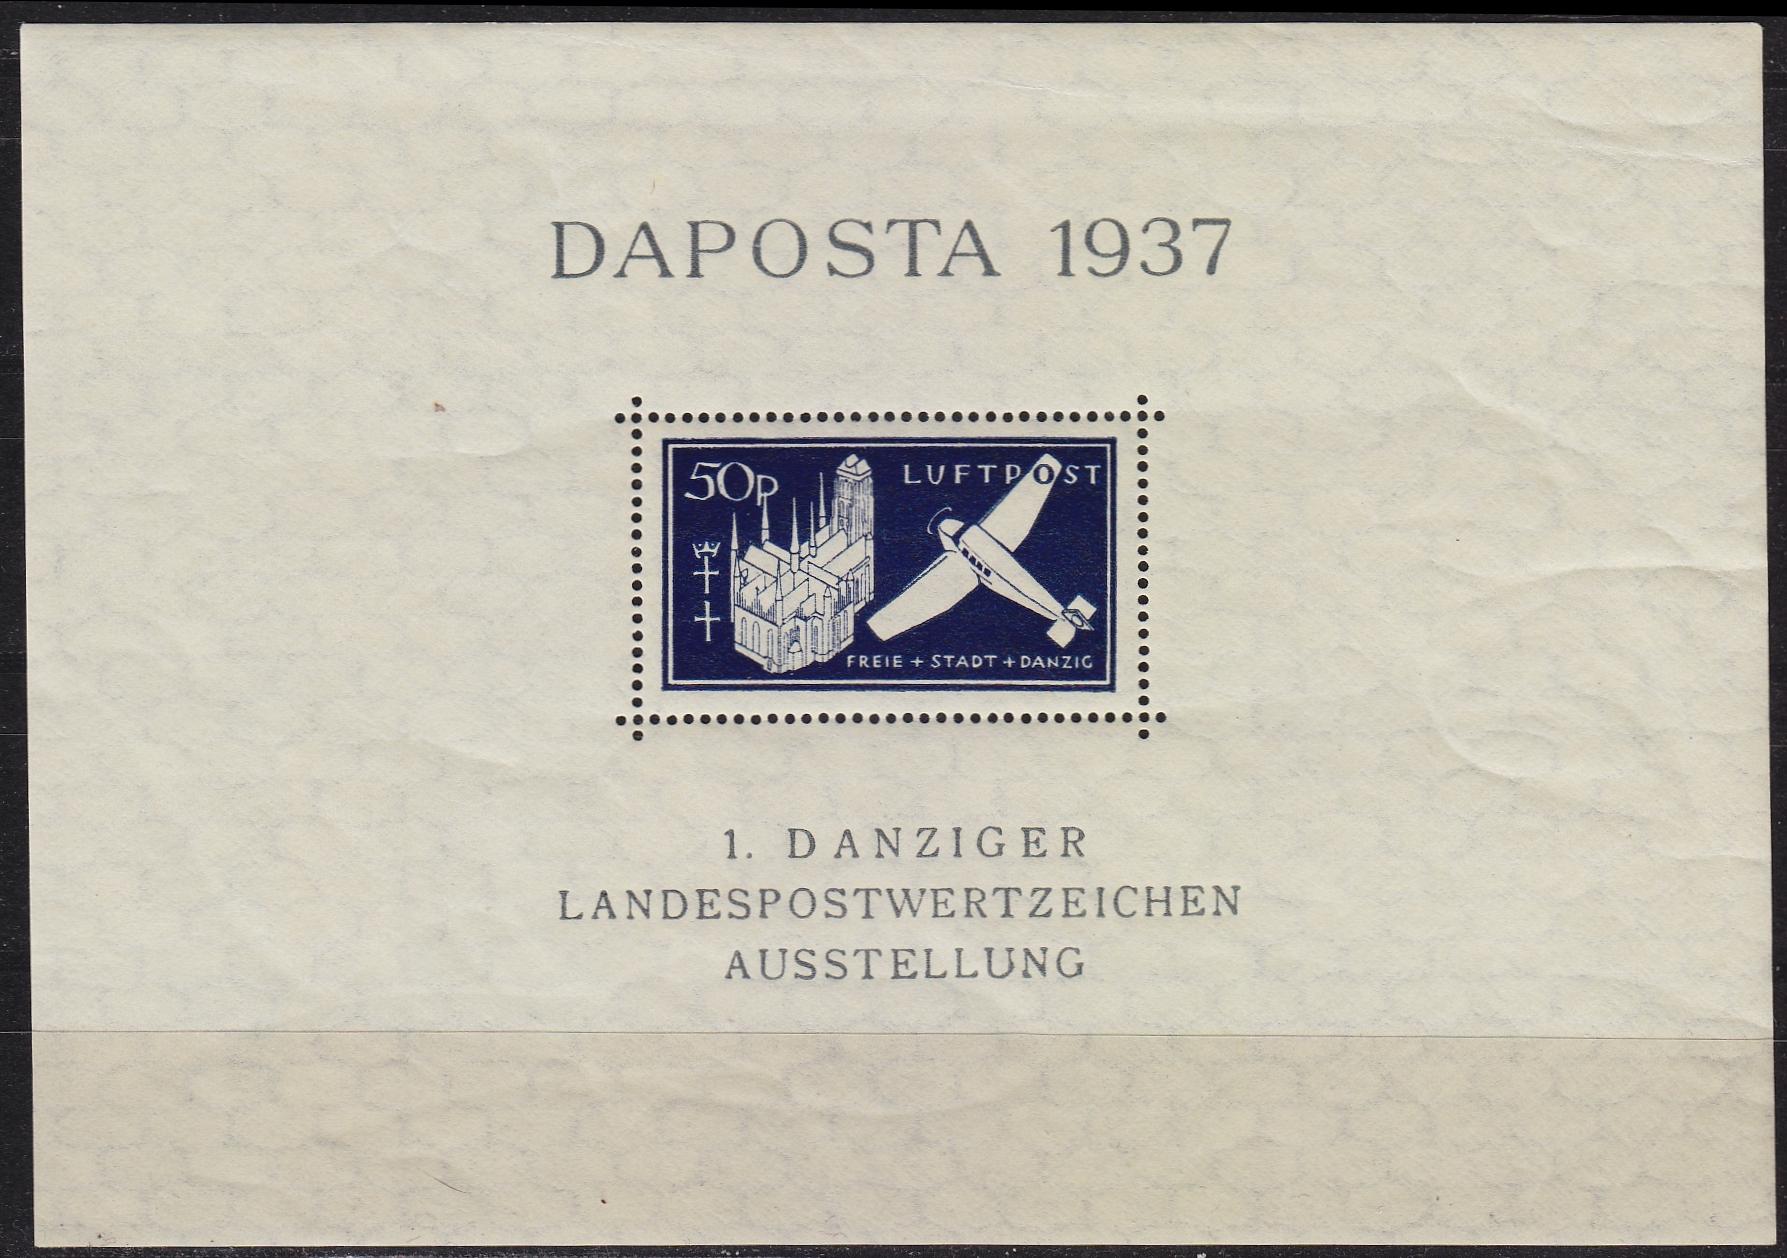 DAPOSTA 1937
50p
LUFTPOST
FREIE + STADT + DANZIG
1. DANZIGER
LANDESPOSTWERTZEICHEN
AUSSTELLUNG